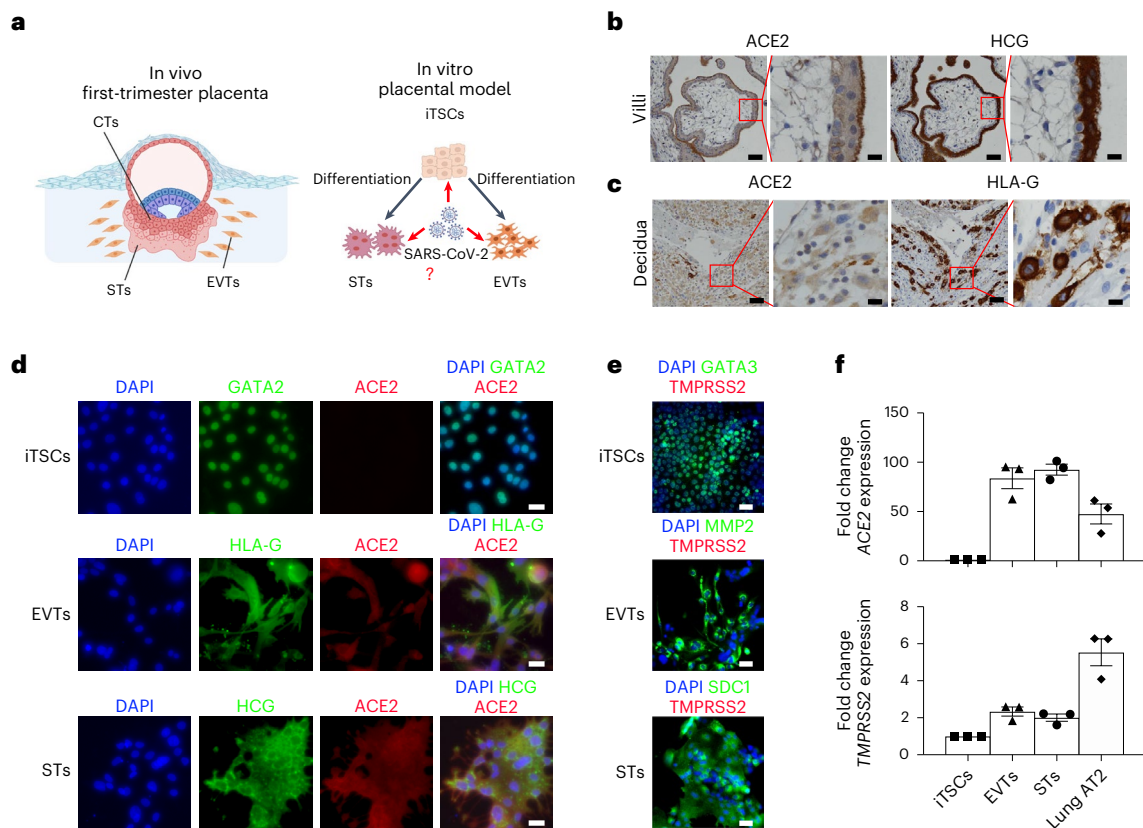 a
In vivo
first-trimester placenta
CTs
STs
EVTs
In vitro
placental model
iTSCs
Differentiation
Differentiation
SARS-CoV-2
?
STs
EVTs
b
ACE2
HCG
Villi
c
ACE2
HLA-G
Decidua
d
DAPI
GATA2
ACE2
DAPI GATA2
ACE2
iTSCs
DAPI
HLA-G
ACE2
DAPI HLA-G
ACE2
EVTs
DAPI
HCG
ACE2
DAPI HCG
ACE2
STs
e
DAPI GATA3
TMPRSS2
iTSCs
DAPI MMP2
TMPRSS2
EVTs
DAPI SDC1
TMPRSS2
STs
f
Fold change
ACE2 expression
150
100
50
0
Fold change
TMPRSS2 expression
8
6
4
2
0
iTSCs
EVTs
STs
Lung AT2